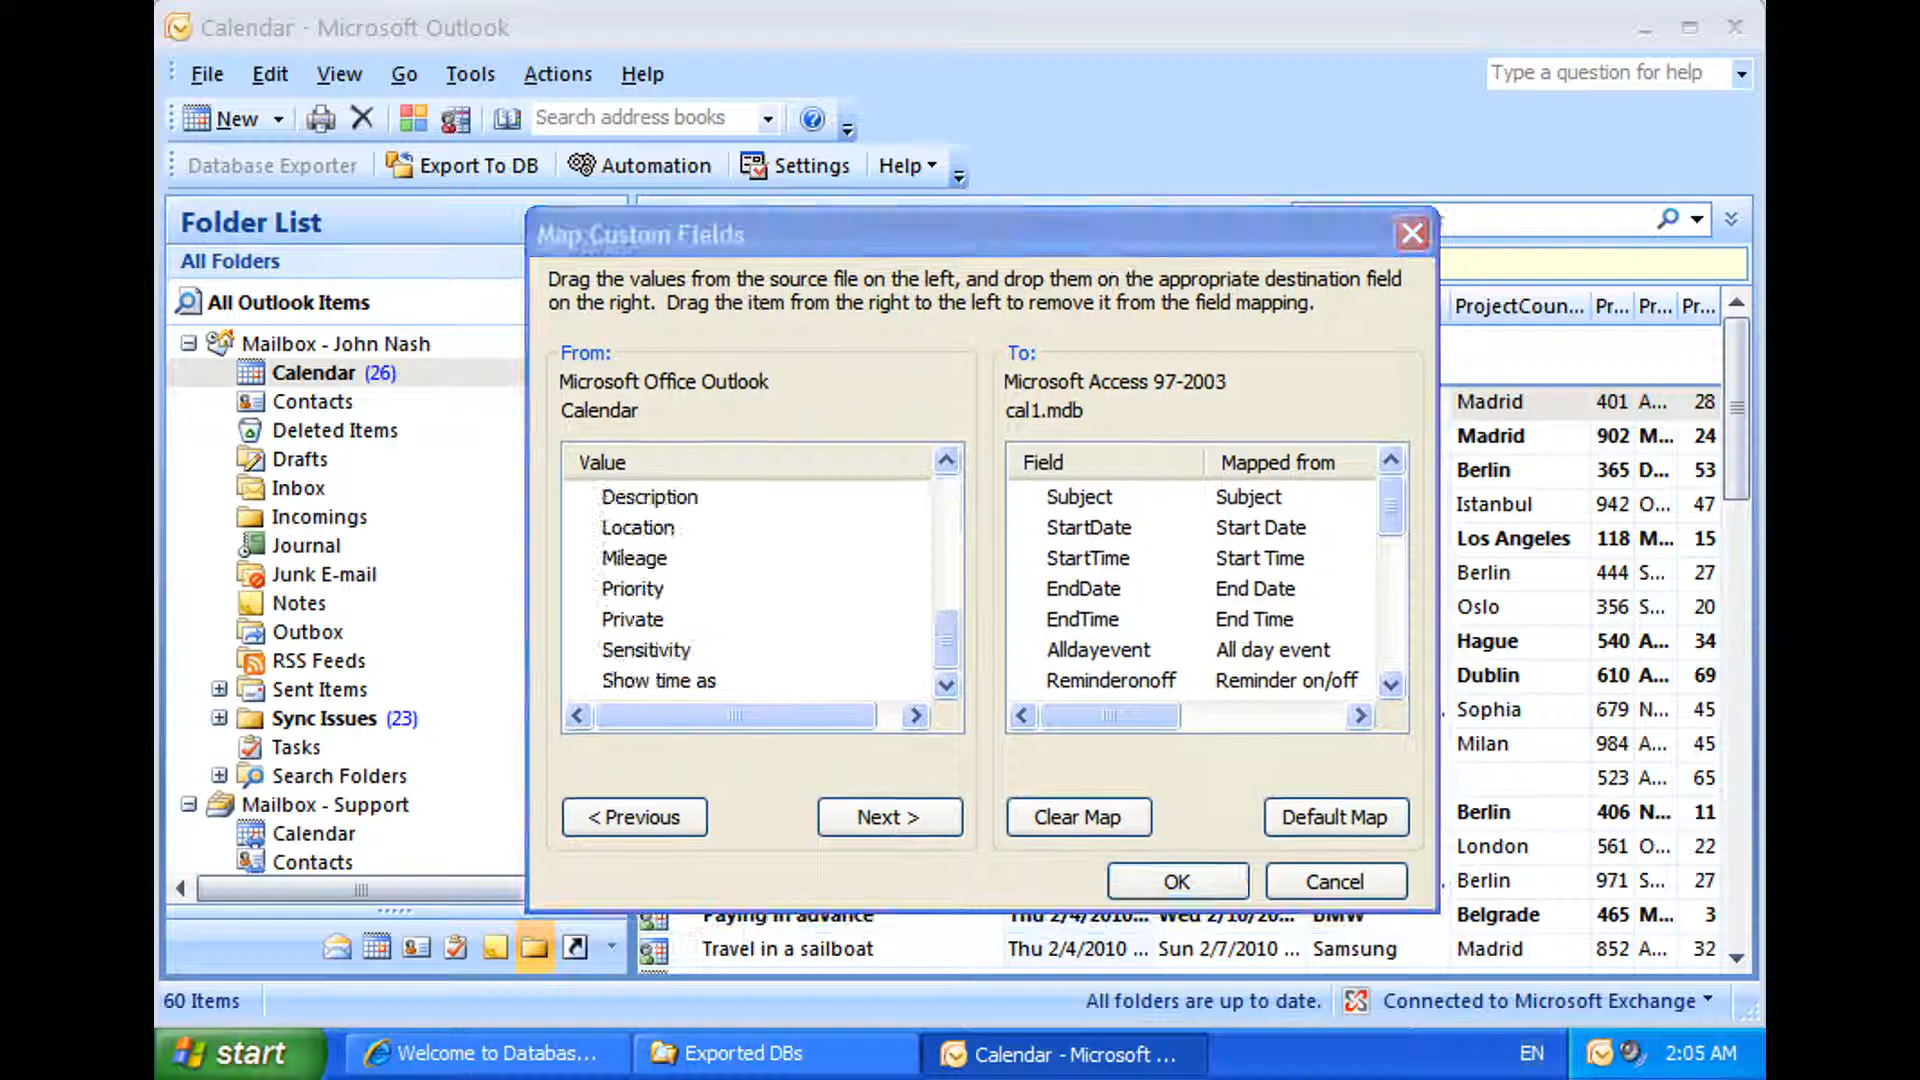 Calendar - Microsoft Outlook
File Edit View Go Tools Actions Help
Type a question for help
New
Search address books
Database Exporter Export To DB Automation Settings Help
Folder List
All Folders
All Outlook Items
Mailbox - John Nash
Calendar (26)
Contacts
Deleted Items
Drafts
Inbox
Incomings
Journal
Junk E-mail
Notes
Outbox
RSS Feeds
Sent Items
Sync Issues (23)
Tasks
Search Folders
Mailbox - Support
Calendar
Contacts
Map Custom Fields
Drag the values from the source file on the left, and drop them on the appropriate destination field
on the right. Drag the item from the right to the left to remove it from the field mapping.
From:
Microsoft Office Outlook
Calendar
Value
Description
Location
Mileage
Priority
Private
Sensitivity
Show time as
< Previous
Next >
To:
Microsoft Access 97-2003
cal1.mdb
Field Mapped from
Subject Subject
StartDate Start Date
StartTime Start Time
EndDate End Date
EndTime End Time
Alldayevent All day event
Reminderonoff Reminder on/off
Clear Map
Default Map
OK
Cancel
ProjectCoun... Pr... Pr... Pr...
Madrid 401 A... 28
Madrid 902 M... 24
Berlin 365 D... 53
Istanbul 942 O... 47
Los Angeles 118 M... 15
Berlin 444 S... 27
Oslo 356 S... 20
Hague 540 A... 34
Dublin 610 A... 69
Sophia 679 N... 45
Milan 984 A... 45
523 A... 65
Berlin 406 N... 11
London 561 O... 22
Berlin 971 S... 27
Paying in advance Thu 2/4/2010... Wed 2/10/20... BMW Belgrade 465 M... 3
Travel in a sailboat Thu 2/4/2010 ... Sun 2/7/2010 ... Samsung Madrid 852 A... 32
60 Items
All folders are up to date. Connected to Microsoft Exchange
start
Welcome to Databas...
Exported DBs
Calendar - Microsoft ...
EN
2:05 AM